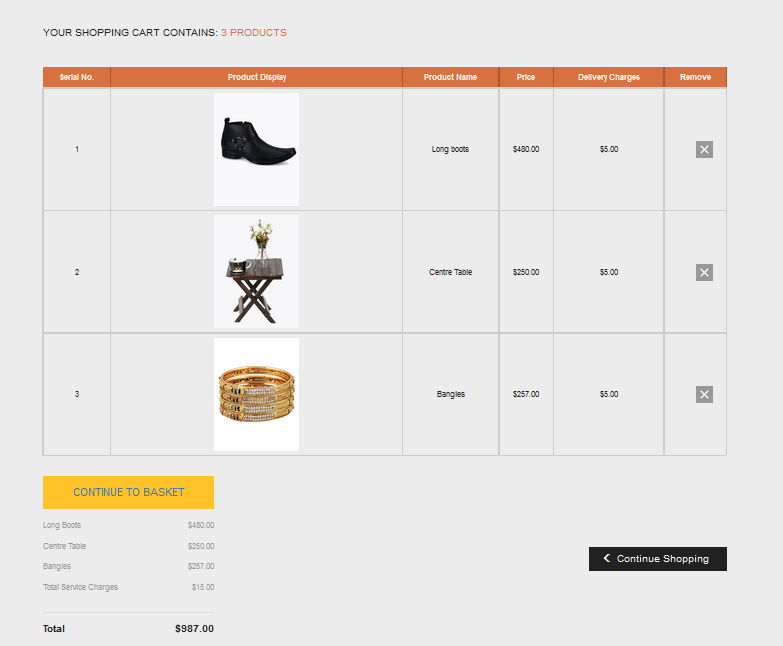 YOUR SHOPPING CART CONTAINS: 3 PRODUCTS
Serial No. Product Display Product Name Price Delivery Charges Remove
1 Long boots $480.00 $5.00
2 Centre Table $250.00 $5.00
3 Bangles $257.00 $5.00
CONTINUE TO BASKET
Long Boots $480.00
Centre Table $250.00
Bangles $257.00
Total Service Charges $15.00
Continue Shopping
Total $987.00